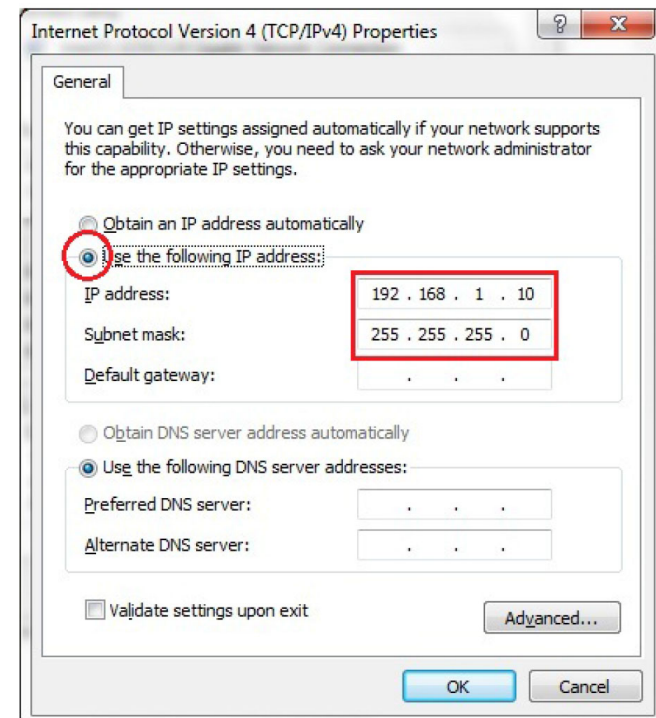 Internet Protocol Version 4 (TCP/IPv4) Properties
General
You can get IP settings assigned automatically if your network supports
this capability. Otherwise, you need to ask your network administrator
for the appropriate IP settings.
Obtain an IP address automatically
Use the following IP address:
IP address: 192 . 168 . 1 . 10
Subnet mask: 255 . 255 . 255 . 0
Default gateway: . . .
Obtain DNS server address automatically
Use the following DNS server addresses:
Preferred DNS server: . . .
Alternate DNS server: . . .
Validate settings upon exit
Advanced...
OK Cancel